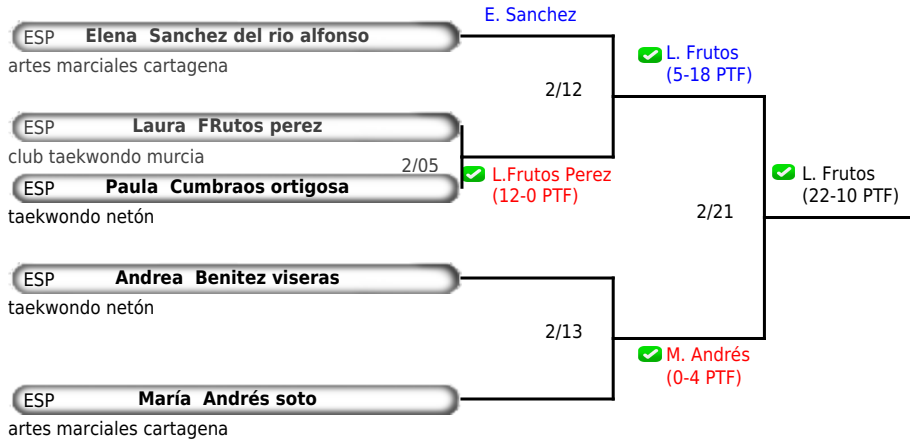 E. Sanchez
ESP Elena Sanchez del rio alfonso
artes marciales cartagena
L. Frutos
(5-18 PTF)
2/12
ESP Laura FRutos perez
club taekwondo murcia
2/05
L.Frutos Perez
(12-0 PTF)
ESP Paula Cumbraos ortigosa
taekwondo netón
L. Frutos
(22-10 PTF)
2/21
ESP Andrea Benitez viseras
taekwondo netón
2/13
M. Andrés
(0-4 PTF)
ESP María Andrés soto
artes marciales cartagena